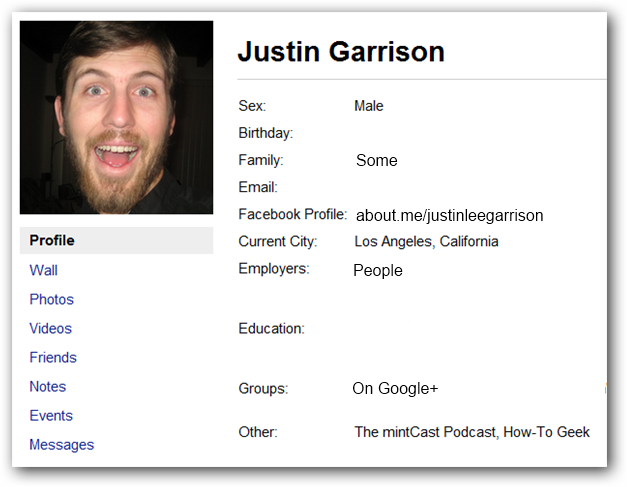 Justin Garrison
Sex: Male
Birthday:
Family: Some
Email:
Facebook Profile: about.me/justinleegarrison
Current City: Los Angeles, California
Employers: People
Education:
Groups: On Google+
Other: The mintCast Podcast, How-To Geek
Profile
Wall
Photos
Videos
Friends
Notes
Events
Messages